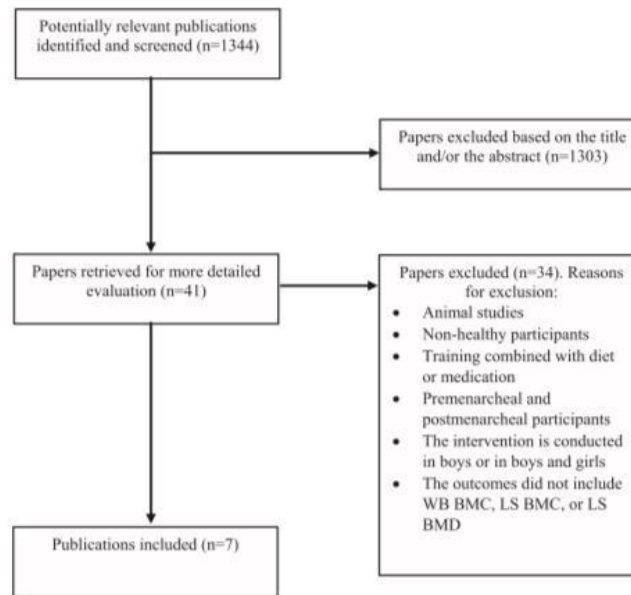 Potentially relevant publications
identified and screened (n=1344)
Papers excluded based on the title
and/or the abstract (n=1303)
Papers retrieved for more detailed
evaluation (n=41)
Papers excluded (n=34). Reasons
for exclusion:
• Animal studies
• Non-healthy participants
• Training combined with diet
or medication
• Premenarcheal and
postmenarcheal participants
• The intervention is conducted
in boys or in boys and girls
• The outcomes did not include
WB BMC, LS BMC, or LS
BMD
Publications included (n=7)